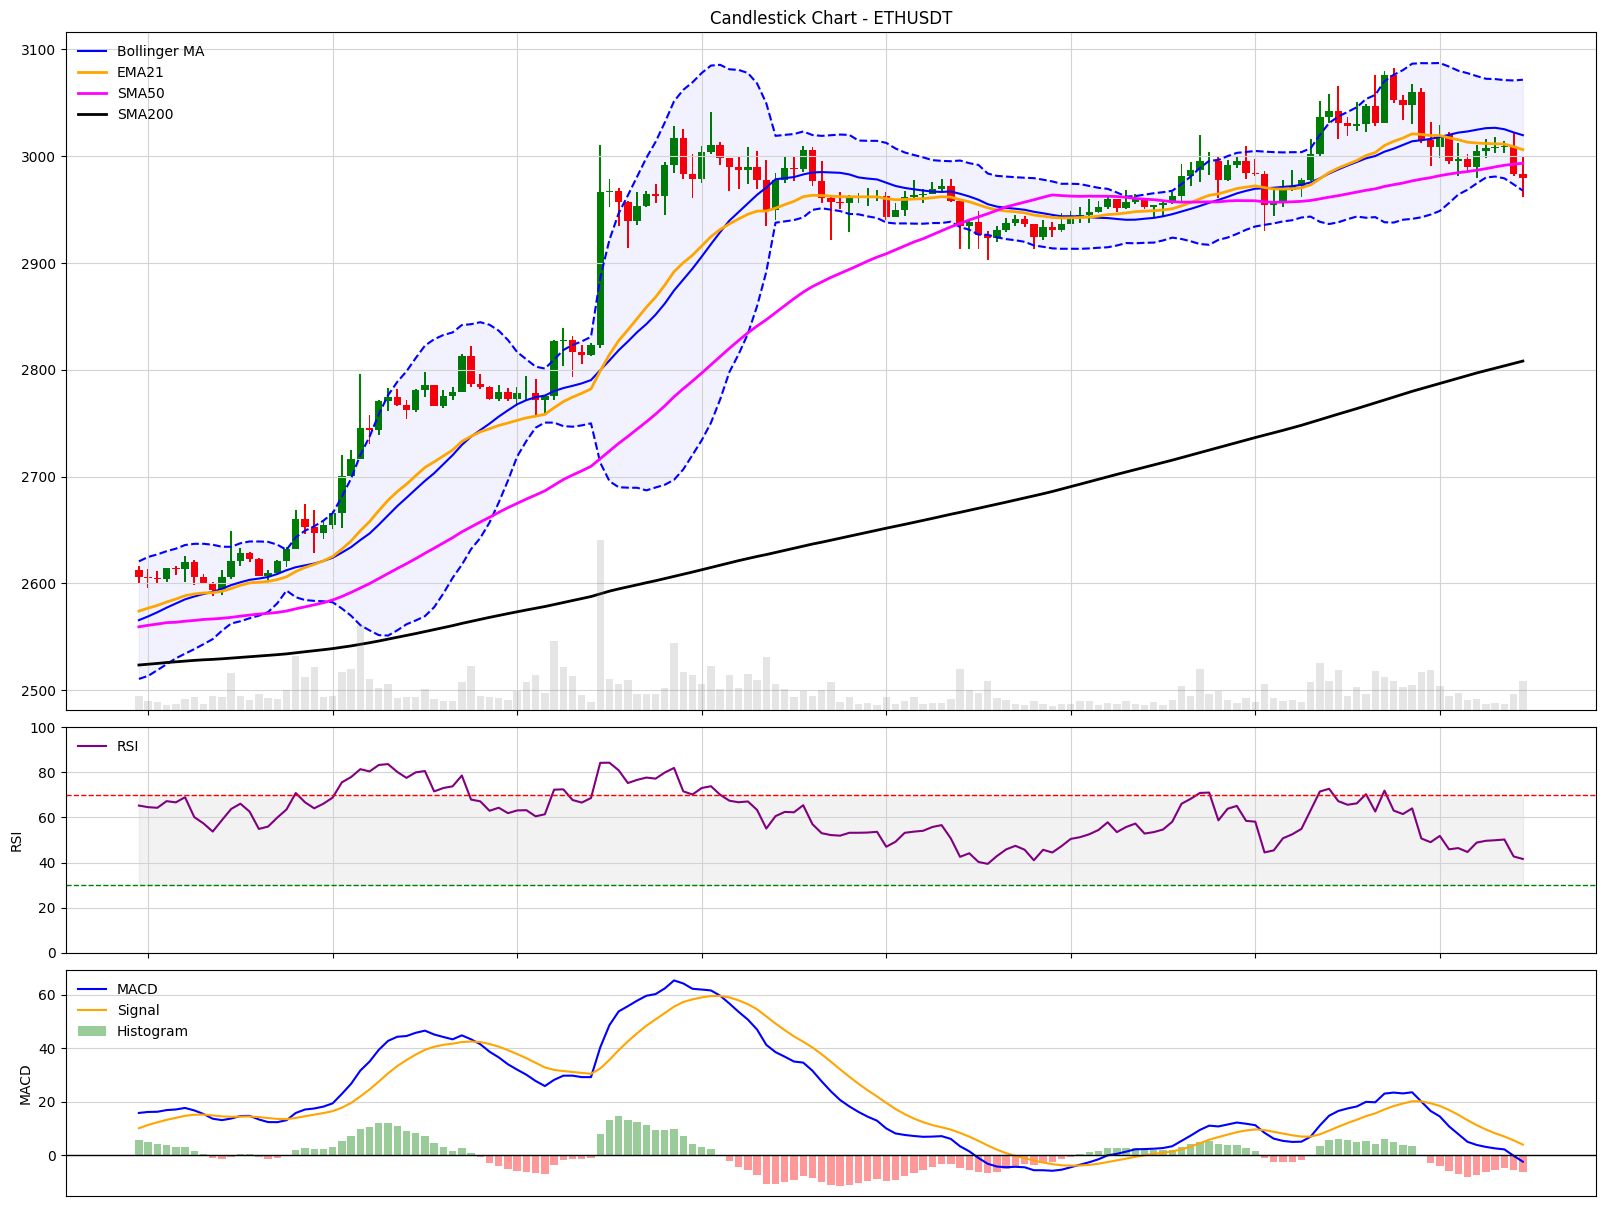 Candlestick Chart - ETHUSDT
Bollinger MA
EMA21
SMA50
SMA200
3100
3000
2900
2800
2700
2600
2500
RSI
RSI
100
80
60
40
20
0
MACD
Signal
Histogram
MACD
60
40
20
0